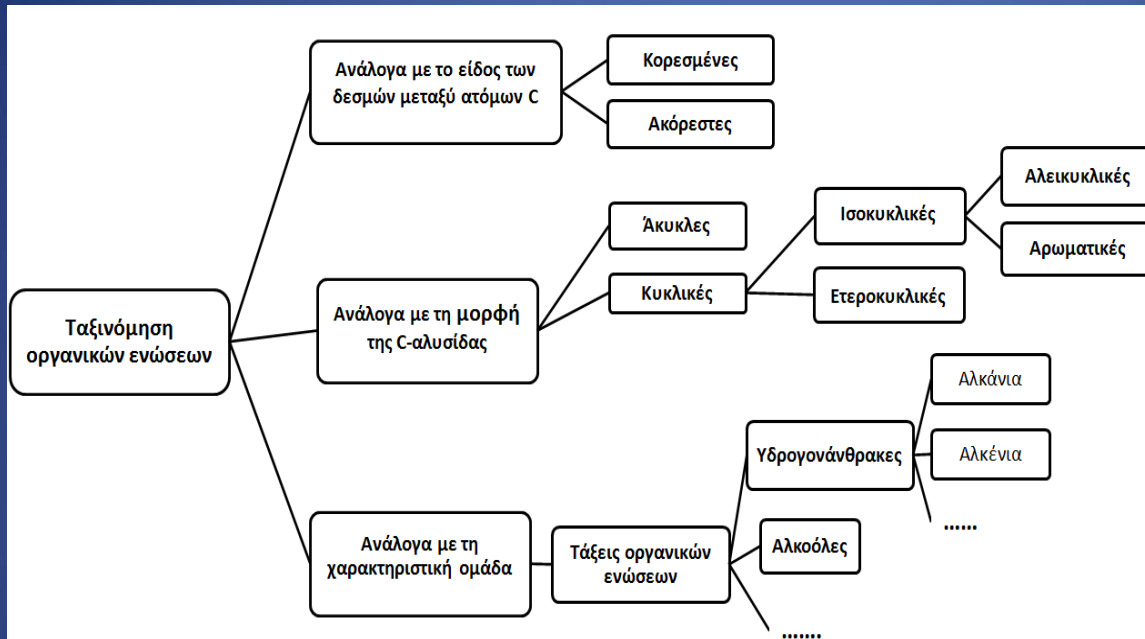 Ταξινόμηση
οργανικών ενώσεων
Ανάλογα με το είδος των
δεσμών μεταξύ ατόμων C
Κορεσμένες
Ακόρεστες
Ανάλογα με τη μορφή
της C-αλυσίδας
Άκυκλες
Κυκλικές
Ισοκυκλικές
Αλεικυκλικές
Αρωματικές
Ετεροκυκλικές
Ανάλογα με τη
χαρακτηριστική ομάδα
Τάξεις οργανικών
ενώσεων
Υδρογονάνθρακες
Αλκάνια
Αλκένια
......
Αλκοόλες
.......